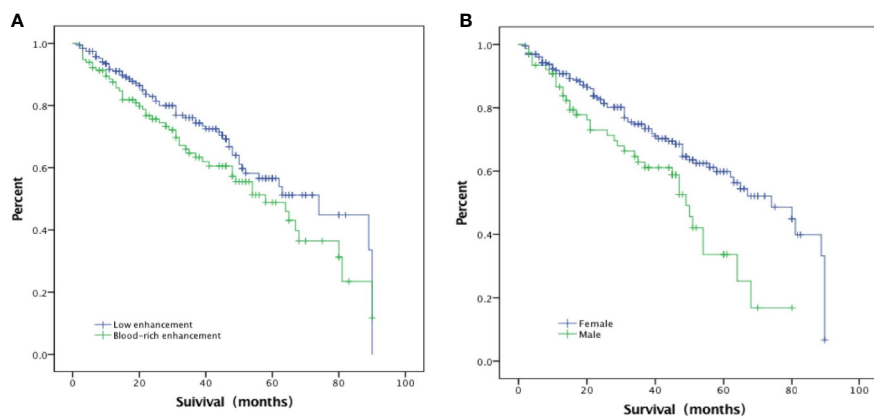 A
1.0
0.8
0.6
0.4
0.2
0.0
Percent
0
20
40
60
80
100
Suivival (months)
Low enhancement
Blood-rich enhancement
B
1.0
0.8
0.6
0.4
0.2
0.0
Percent
0
20
40
60
80
100
Survival (months)
Female
Male